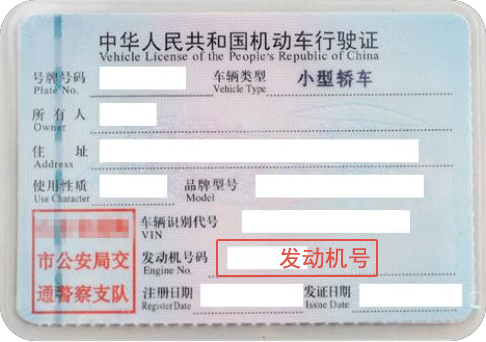 中华人民共和国机动车行驶证
Vehicle License of the People's Republic of China
号牌号码
Plate No.
车辆类型 小型轿车
Vehicle Type
所有人
Owner
住址
Address
使用性质
Use Character
品牌型号
Model
车辆识别代号
VIN
发动机号码 发动机号
Engine No.
市公安局交
通警察支队
注册日期
Register Date
发证日期
Issue Date